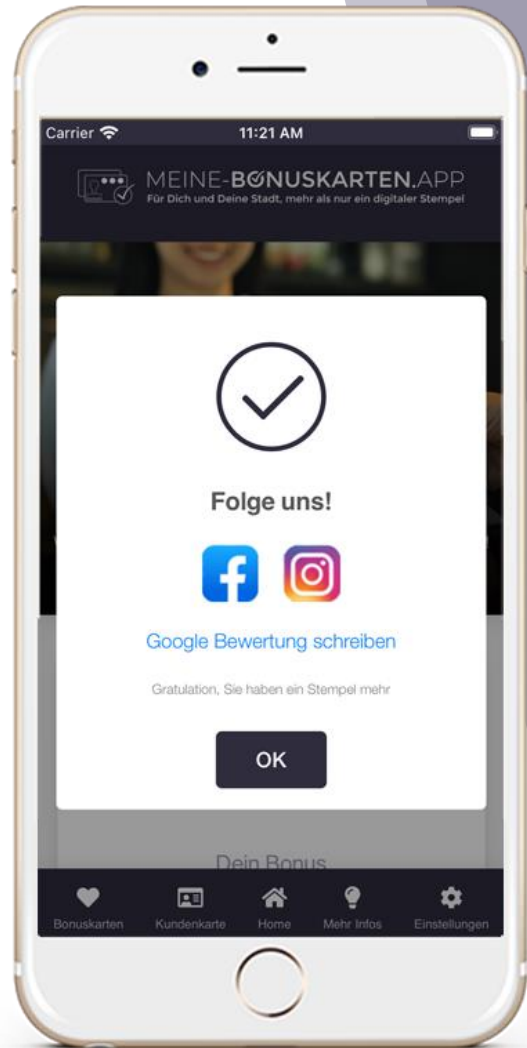 Carrier 11:21 AM
MEINE-BONUSKARTEN.APP
Für Dich und Deine Stadt, mehr als nur ein digitaler Stempel
Folge uns!
Google Bewertung schreiben
Gratulation, Sie haben ein Stempel mehr
OK
Dein Bonus
Bonuskarten Kundenkarte Home Mehr Infos Einstellungen